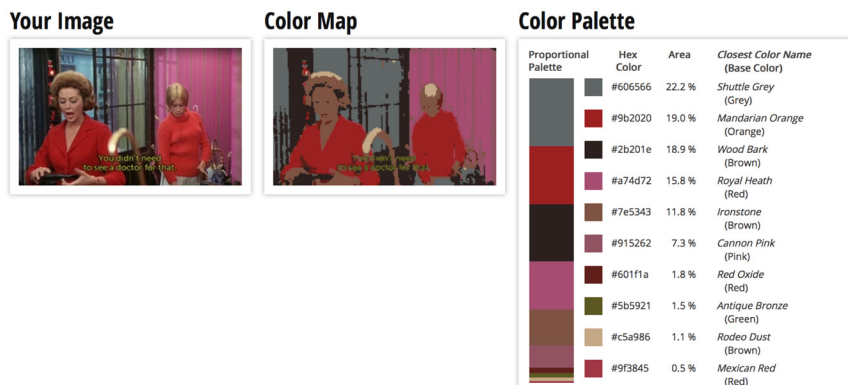 Your Image
Color Map
Color Palette
You didn't need
to see a doctor for that.
Proportional Palette Hex Color Area Closest Color Name (Base Color)
#606566 22.2 % Shuttle Grey
(Grey)
#9b2020 19.0 % Mandarian Orange
(Orange)
#2b201e 18.9 % Wood Bark
(Brown)
#a74d72 15.8 % Royal Heath
(Red)
#7e5343 11.8 % Ironstone
(Brown)
#915262 7.3 % Cannon Pink
(Pink)
#601f1a 1.8 % Red Oxide
(Red)
#5b5921 1.5 % Antique Bronze
(Green)
#c5a986 1.1 % Rodeo Dust
(Brown)
#9f3845 0.5 % Mexican Red
(Red)